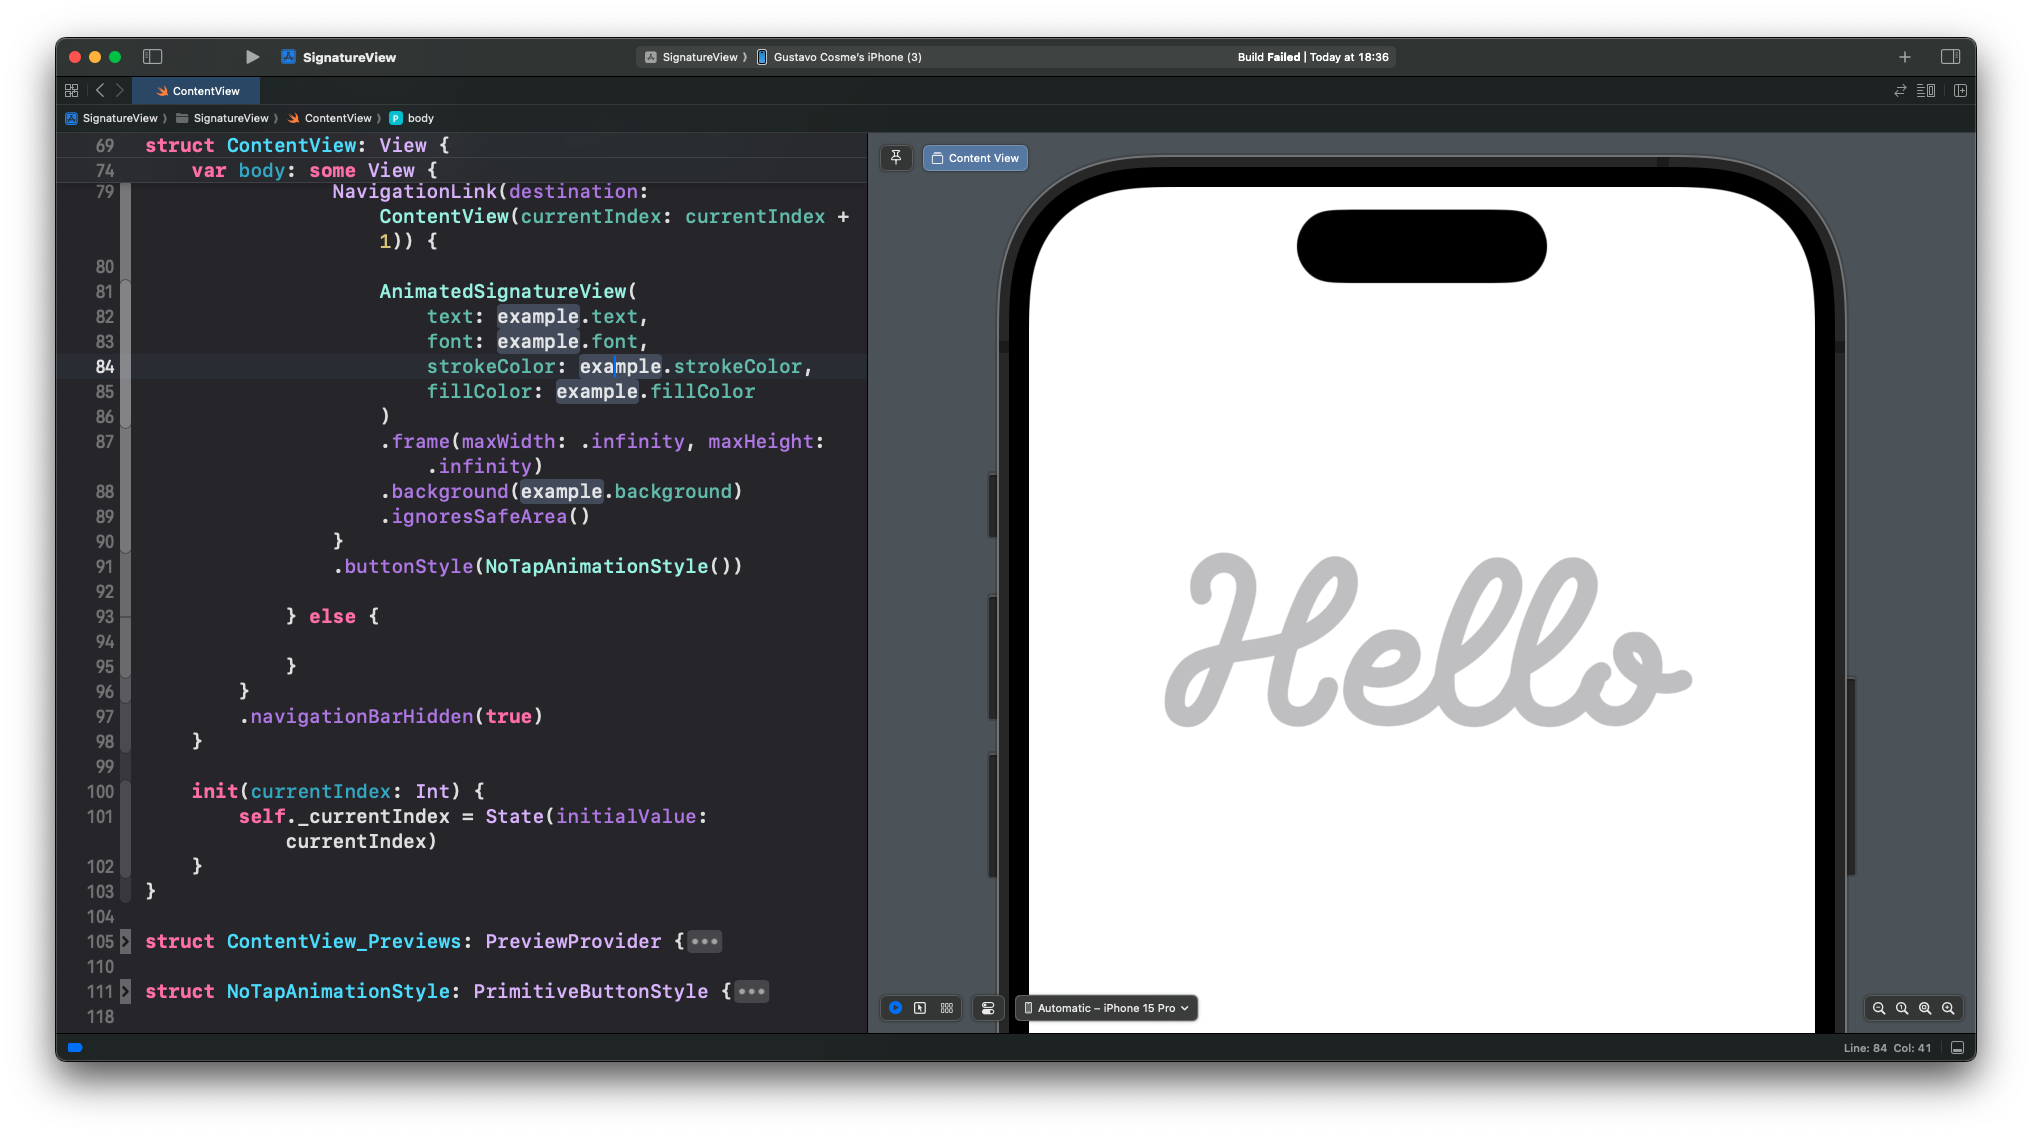 SignatureView
SignatureView ⟩ Gustavo Cosme's iPhone (3)
Build Failed | Today at 18:36
ContentView
SignatureView ⟩ SignatureView ⟩ ContentView ⟩ P body
69 struct ContentView: View {
74 var body: some View {
79 NavigationLink(destination:
ContentView(currentIndex: currentIndex +
1)) {
80
81 AnimatedSignatureView(
82 text: example.text,
83 font: example.font,
84 strokeColor: example.strokeColor,
85 fillColor: example.fillColor
86 )
87 .frame(maxWidth: .infinity, maxHeight:
.infinity)
88 .background(example.background)
89 .ignoresSafeArea()
90 }
91 .buttonStyle(NoTapAnimationStyle())
92
93 } else {
94
95 }
96 }
97 .navigationBarHidden(true)
98 }
99
100 init(currentIndex: Int) {
101 self._currentIndex = State(initialValue:
currentIndex)
102 }
103 }
104
105 struct ContentView_Previews: PreviewProvider {•••
110
111 struct NoTapAnimationStyle: PrimitiveButtonStyle {•••
118
Content View
Hello
Automatic – iPhone 15 Pro
Line: 84 Col: 41